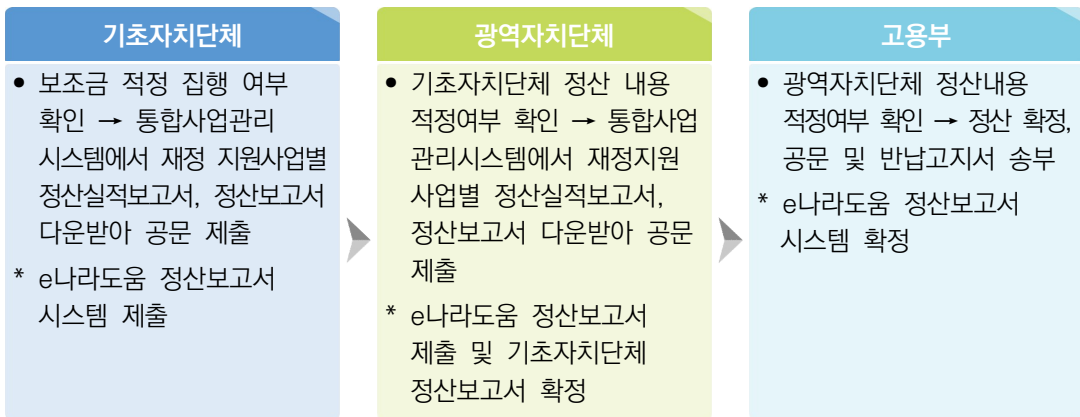 기초자치단체
• 보조금 적정 집행 여부
확인 → 통합사업관리
시스템에서 재정 지원사업별
정산실적보고서, 정산보고서
다운받아 공문 제출
* e나라도움 정산보고서
시스템 제출
광역자치단체
• 기초자치단체 정산 내용
적정여부 확인 → 통합사업
관리시스템에서 재정지원
사업별 정산실적보고서,
정산보고서 다운받아 공문
제출
* e나라도움 정산보고서
제출 및 기초자치단체
정산보고서 확정
고용부
• 광역자치단체 정산내용
적정여부 확인 → 정산 확정,
공문 및 반납고지서 송부
* e나라도움 정산보고서
시스템 확정